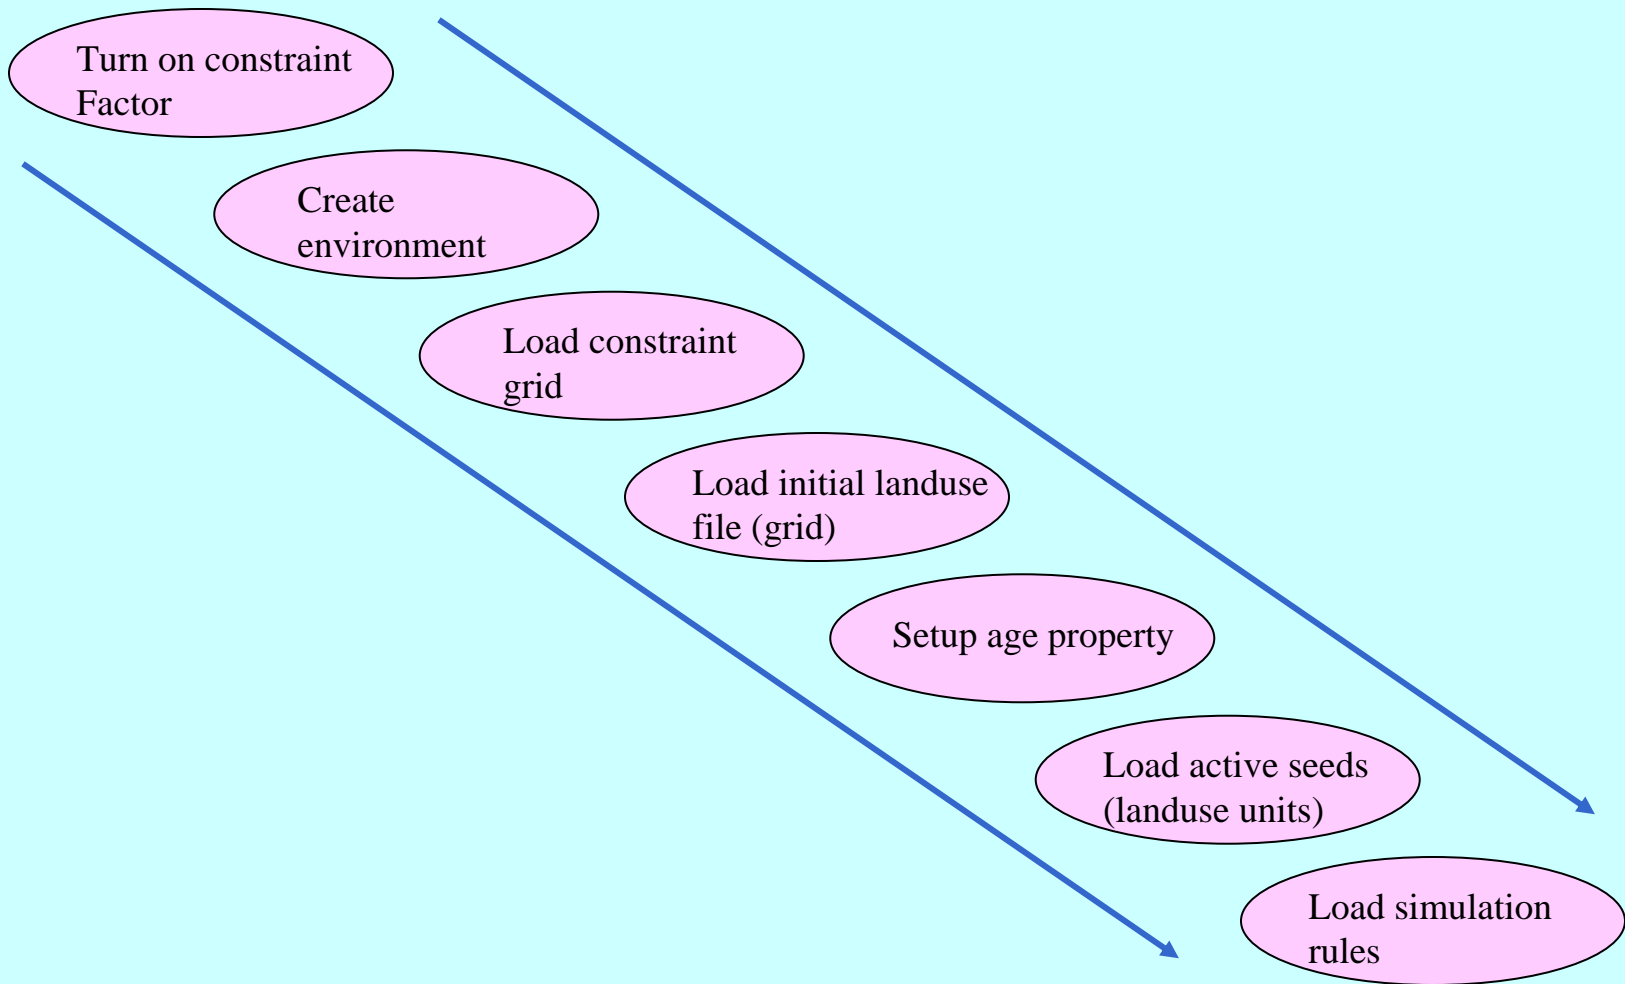 Turn on constraint
Factor
Create
environment
Load constraint
grid
Load initial landuse
file (grid)
Setup age property
Load active seeds
(landuse units)
Load simulation
rules